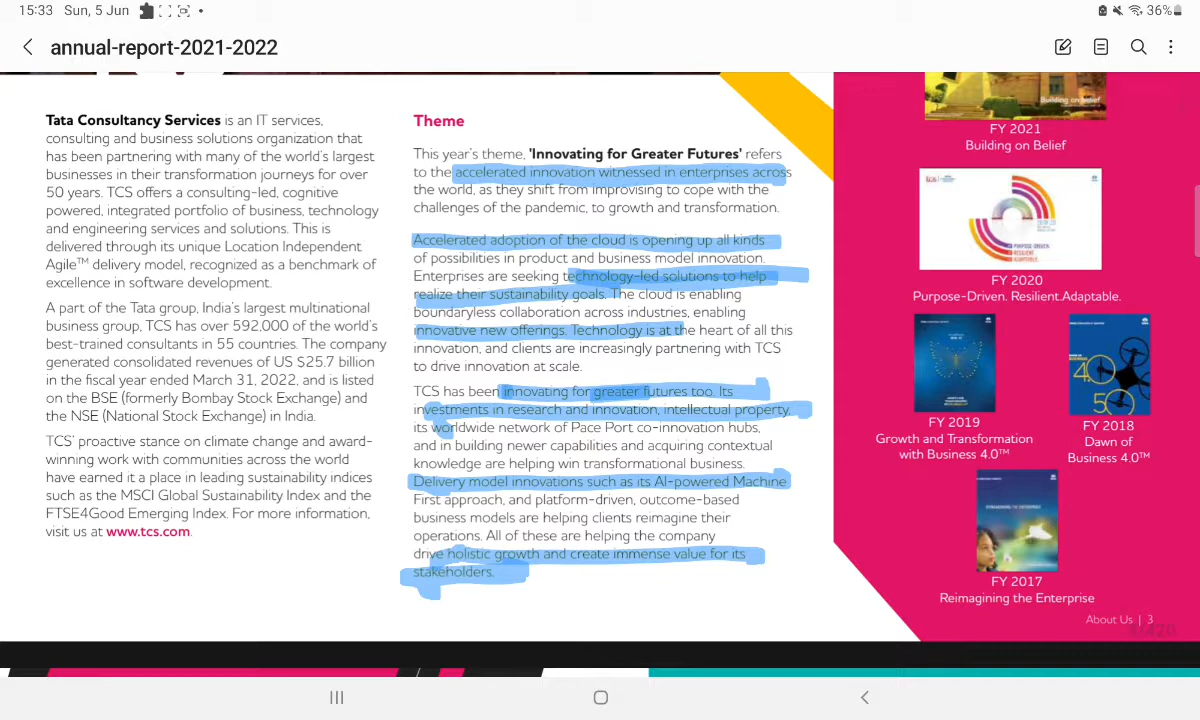 15:33 Sun, 5 Jun
36%
annual-report-2021-2022
Tata Consultancy Services is an IT services,
consulting and business solutions organization that
has been partnering with many of the world's largest
businesses in their transformation journeys for over
50 years. TCS offers a consulting-led, cognitive
powered, integrated portfolio of business, technology
and engineering services and solutions. This is
delivered through its unique Location Independent
Agile™ delivery model, recognized as a benchmark of
excellence in software development.
A part of the Tata group, India's largest multinational
business group, TCS has over 592,000 of the world's
best-trained consultants in 55 countries. The company
generated consolidated revenues of US $25.7 billion
in the fiscal year ended March 31, 2022, and is listed
on the BSE (formerly Bombay Stock Exchange) and
the NSE (National Stock Exchange) in India.
TCS' proactive stance on climate change and award-
winning work with communities across the world
have earned it a place in leading sustainability indices
such as the MSCI Global Sustainability Index and the
FTSE4Good Emerging Index. For more information,
visit us at www.tcs.com.
Theme
This year's theme, 'Innovating for Greater Futures' refers
to the accelerated innovation witnessed in enterprises across
the world, as they shift from improvising to cope with the
challenges of the pandemic, to growth and transformation.
Accelerated adoption of the cloud is opening up all kinds
of possibilities in product and business model innovation.
Enterprises are seeking technology-led solutions to help
realize their sustainability goals. The cloud is enabling
boundaryless collaboration across industries, enabling
innovative new offerings. Technology is at the heart of all this
innovation, and clients are increasingly partnering with TCS
to drive innovation at scale.
TCS has been innovating for greater futures too. Its
investments in research and innovation, intellectual property,
its worldwide network of Pace Port co-innovation hubs,
and in building newer capabilities and acquiring contextual
knowledge are helping win transformational business.
Delivery model innovations such as its AI-powered Machine
First approach, and platform-driven, outcome-based
business models are helping clients reimagine their
operations. All of these are helping the company
drive holistic growth and create immense value for its
stakeholders.
Building on belief
FY 2021
Building on Belief
PURPOSE-DRIVEN.
RESILIENT.
ADAPTABLE.
FY 2020
Purpose-Driven. Resilient.Adaptable.
FY 2019
Growth and Transformation
with Business 4.0™
4.0
5.0
FY 2018
Dawn of
Business 4.0™
REIMAGINING THE ENTERPRISE
FY 2017
Reimagining the Enterprise
About Us | 3